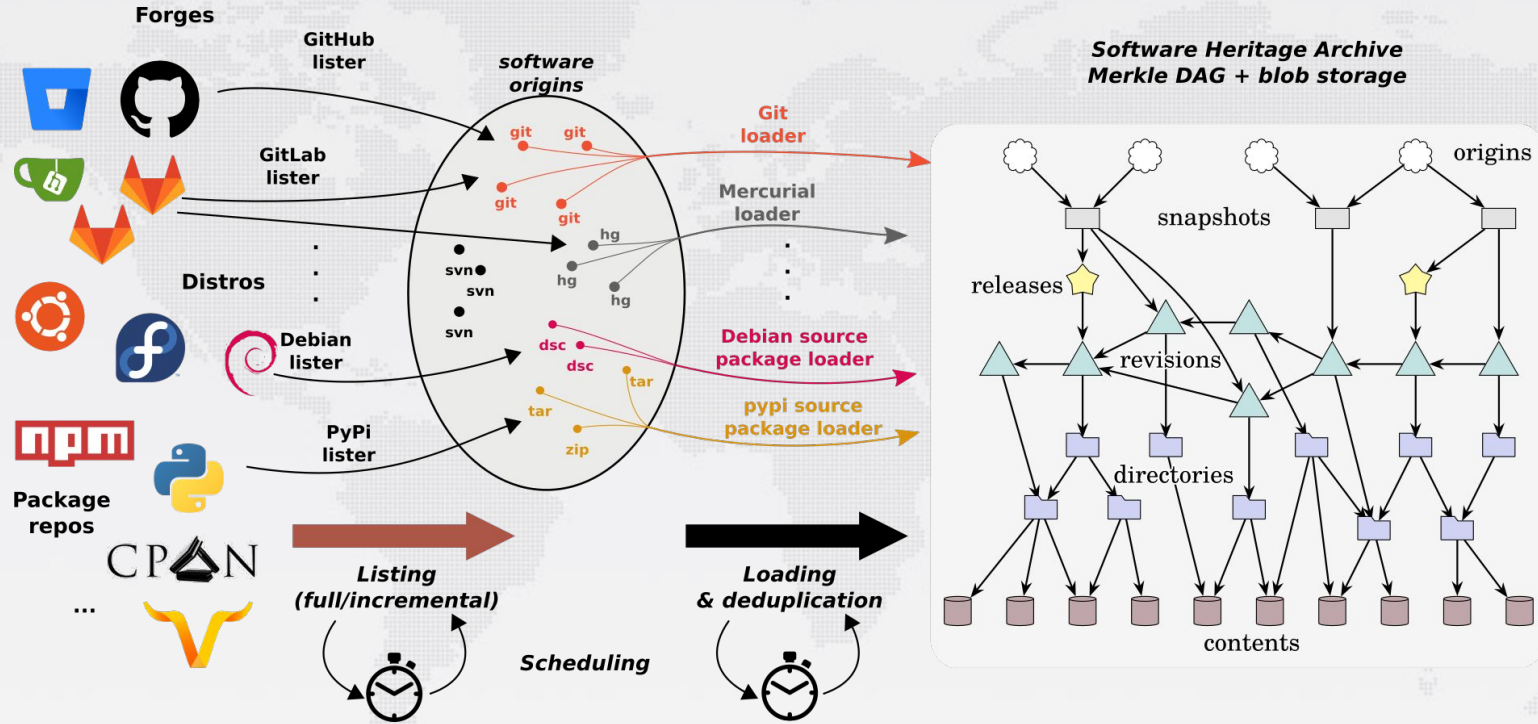 Forges
GitHub
lister
software
origins
Software Heritage Archive
Merkle DAG + blob storage
git
git
git
git
Git
loader
origins
GitLab
lister
Mercurial
loader
snapshots
hg
hg
hg
svn
svn
svn
.
.
.
.
.
.
Distros
releases
Debian
lister
dsc
dsc
Debian source
package loader
revisions
tar
tar
zip
pypi source
package loader
PyPi
lister
npm
directories
Package
repos
CPAN
...
Listing
(full/incremental)
Loading
& deduplication
contents
Scheduling